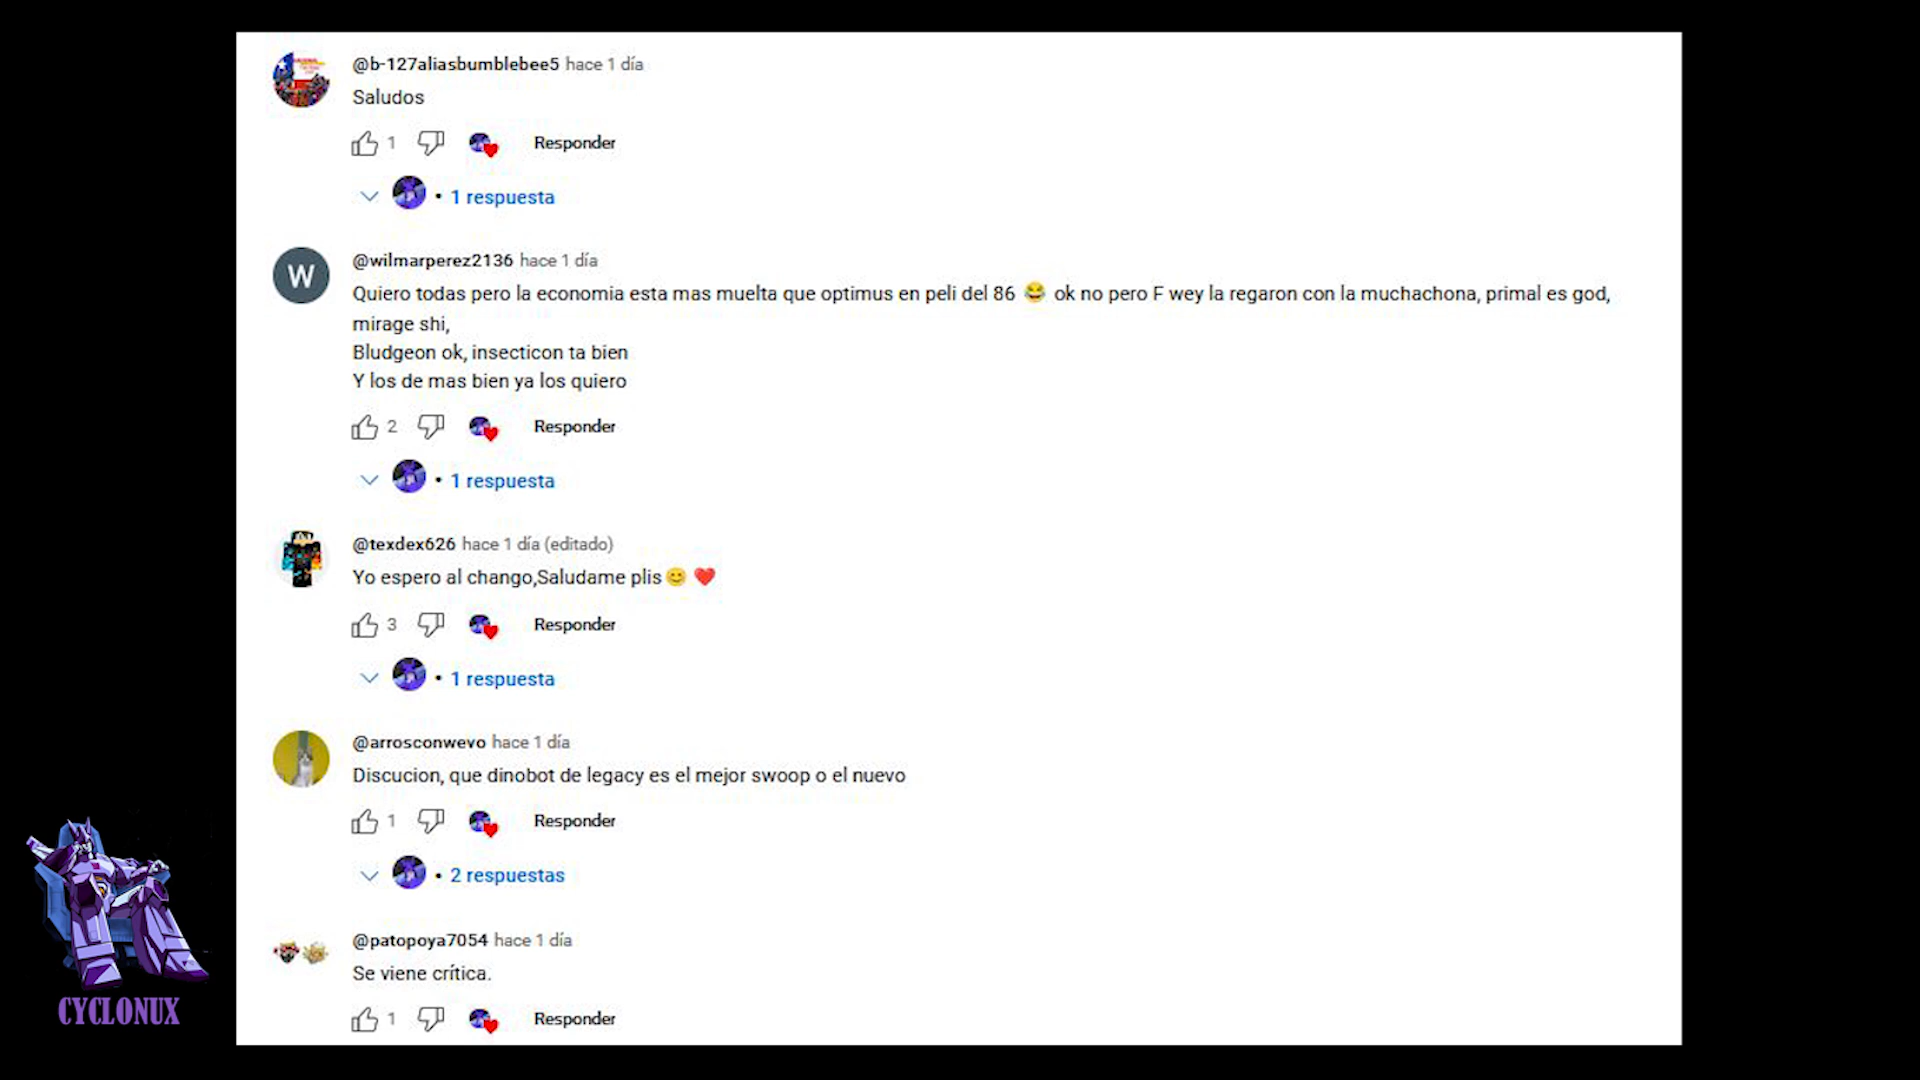 @b-127aliasbumblebee5 hace 1 día
Saludos
1 Responder
• 1 respuesta
W
@wilmarperez2136 hace 1 día
Quiero todas pero la economia esta mas muelta que optimus en peli del 86 😂 ok no pero F wey la regaron con la muchachona, primal es god,
mirage shi,
Bludgeon ok, insecticon ta bien
Y los de mas bien ya los quiero
2 Responder
• 1 respuesta
@texdex626 hace 1 día (editado)
Yo espero al chango,Saludame plis😊 ❤️
3 Responder
• 1 respuesta
@arrosconwevo hace 1 día
Discucion, que dinobot de legacy es el mejor swoop o el nuevo
1 Responder
• 2 respuestas
@patopoya7054 hace 1 día
Se viene crítica.
1 Responder
CYCLONUX